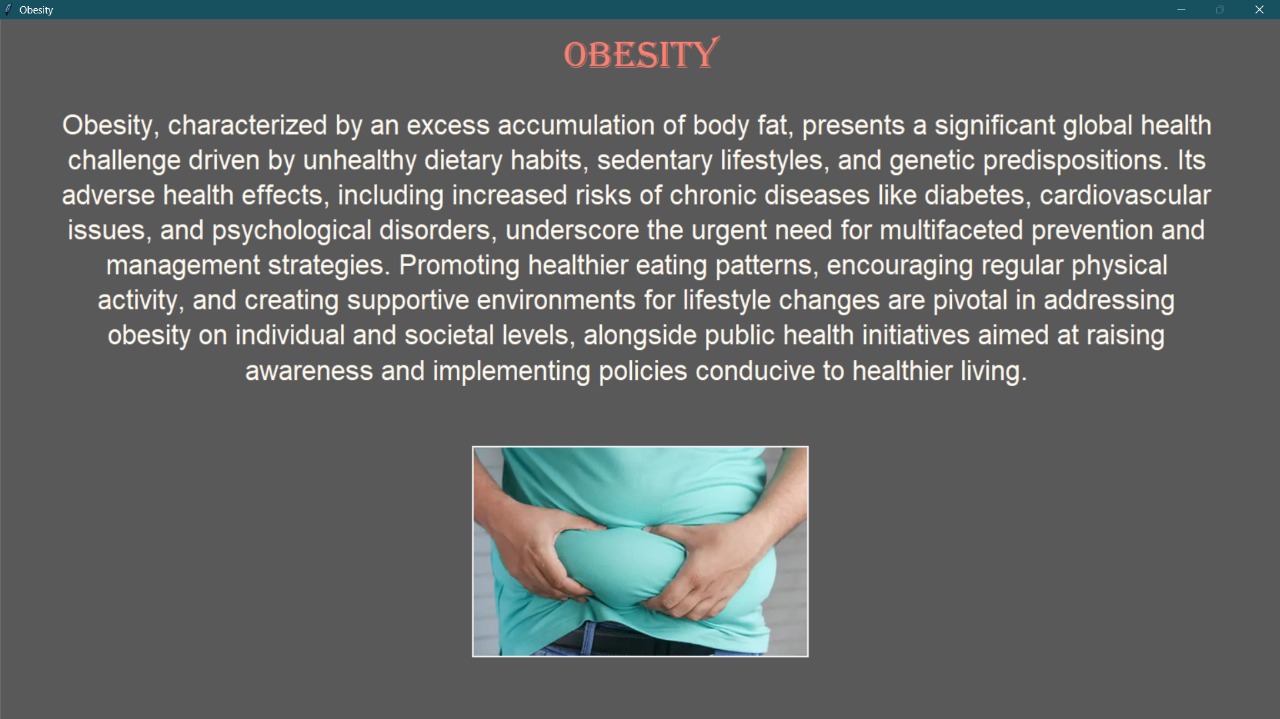 Obesity
OBESITY
Obesity, characterized by an excess accumulation of body fat, presents a significant global health
challenge driven by unhealthy dietary habits, sedentary lifestyles, and genetic predispositions. Its
adverse health effects, including increased risks of chronic diseases like diabetes, cardiovascular
issues, and psychological disorders, underscore the urgent need for multifaceted prevention and
management strategies. Promoting healthier eating patterns, encouraging regular physical
activity, and creating supportive environments for lifestyle changes are pivotal in addressing
obesity on individual and societal levels, alongside public health initiatives aimed at raising
awareness and implementing policies conducive to healthier living.